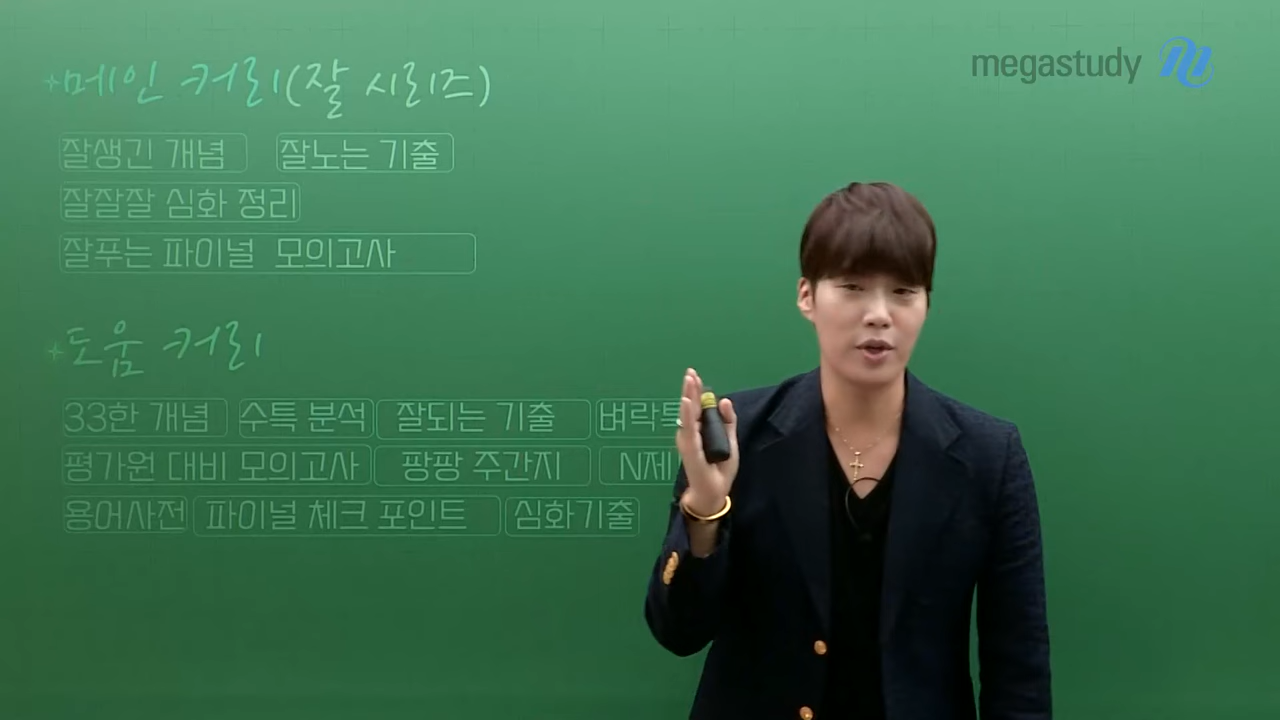 메인 커리(잘 시리즈)
megastudy
잘생긴 개념 잘노는 기출
잘잘잘 심화 정리
잘푸는 파이널 모의고사
도움 커리
33한 개념 수특 분석 잘되는 기출 벼락
평가원 대비 모의고사 팡팡 주간지 N제
용어사전 파이널 체크 포인트 심화기출